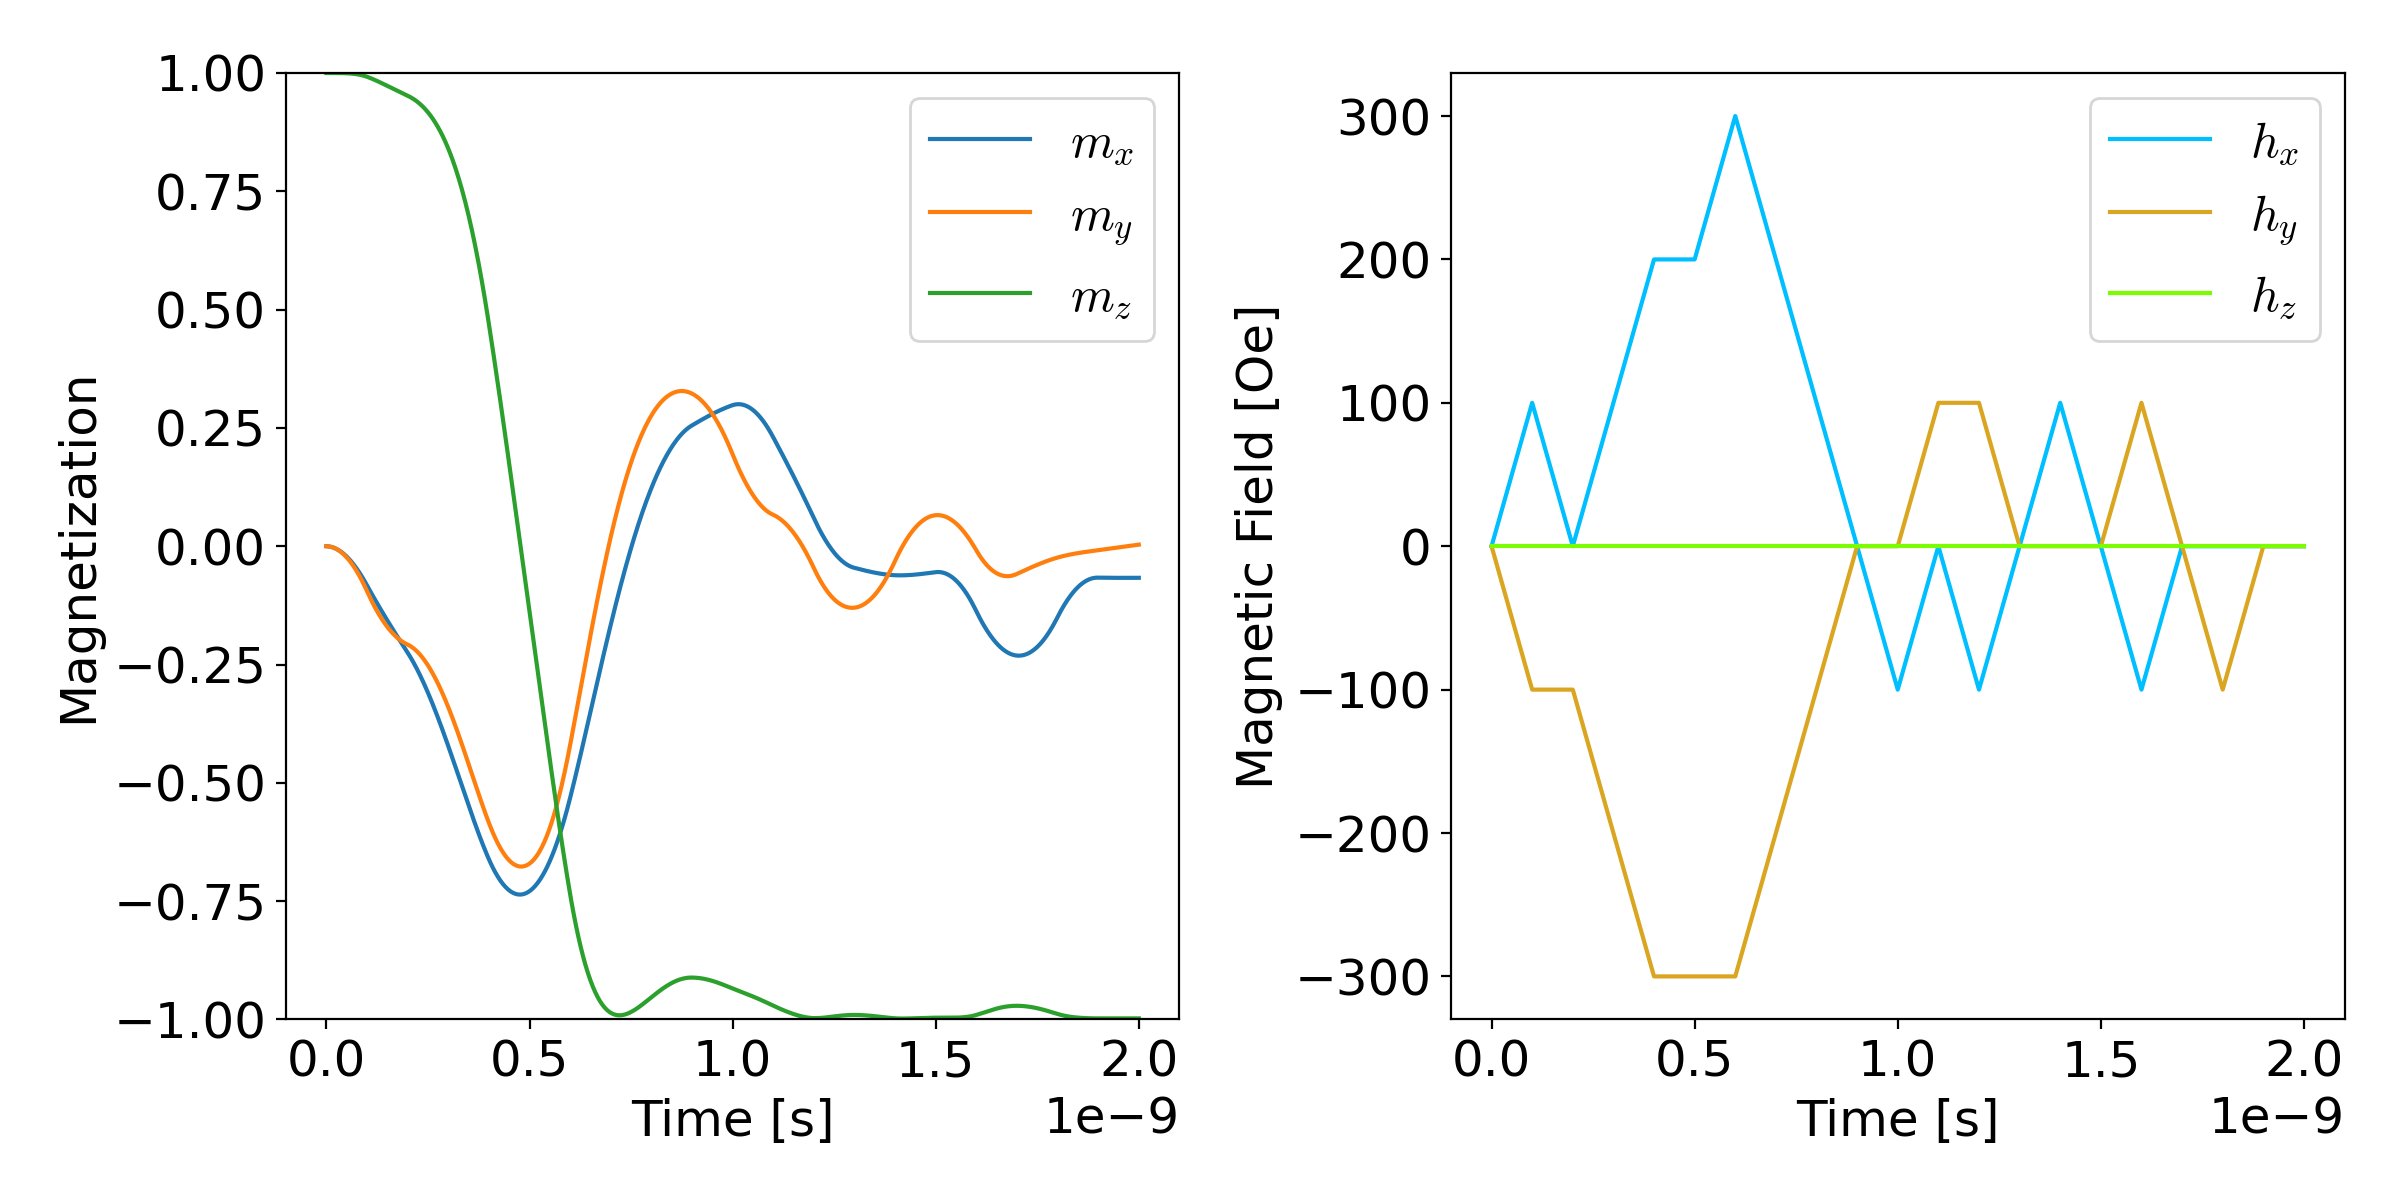 Magnetization
1.00
0.75
0.50
0.25
0.00
−0.25
−0.50
−0.75
−1.00
0.0 0.5 1.0 1.5 2.0
Time [s]
1e−9
m_x
m_y
m_z
Magnetic Field [Oe]
300
200
100
0
−100
−200
−300
0.0 0.5 1.0 1.5 2.0
Time [s]
1e−9
h_x
h_y
h_z